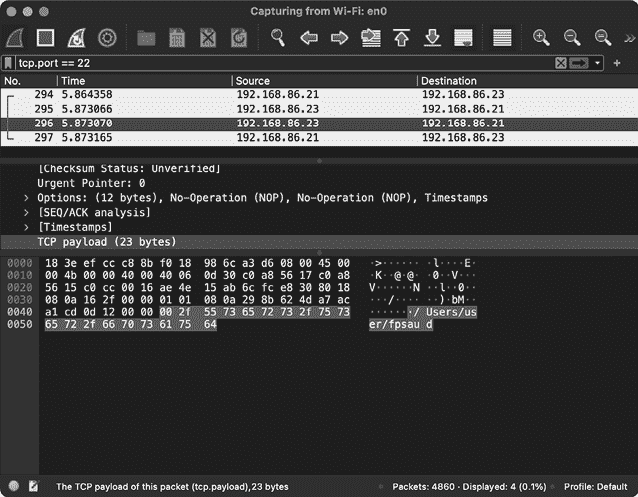 Capturing from Wi-Fi: en0
tcp.port == 22
No. Time Source Destination
294 5.864358 192.168.86.21 192.168.86.23
295 5.873066 192.168.86.21 192.168.86.23
296 5.873070 192.168.86.23 192.168.86.21
297 5.873165 192.168.86.21 192.168.86.23
[Checksum Status: Unverified]
Urgent Pointer: 0
> Options: (12 bytes), No-Operation (NOP), No-Operation (NOP), Timestamps
> [SEQ/ACK analysis]
> [Timestamps]
TCP payload (23 bytes)
0000 18 3e ef cc c8 8b f0 18 98 6c a3 d6 08 00 45 00 ·>······ ·l····E·
0010 00 4b 00 00 40 00 40 06 0d 30 c0 a8 56 17 c0 a8 ·K··@·@· ·0··V···
0020 56 15 c0 cc 00 16 ae 4e 15 ab 6c fc e8 30 80 18 V······N ··l··0··
0030 08 0a 16 2f 00 00 01 01 08 0a 29 8b 62 4d a7 ac ···/···· ··)·bM··
0040 a1 cd 0d 12 00 00 00 2f 55 73 65 72 73 2f 75 73 ·······/ Users/us
0050 65 72 2f 66 70 73 61 75 64 er/fpsau d
The TCP payload of this packet (tcp.payload),23 bytes Packets: 4860 · Displayed: 4 (0.1%) Profile: Default